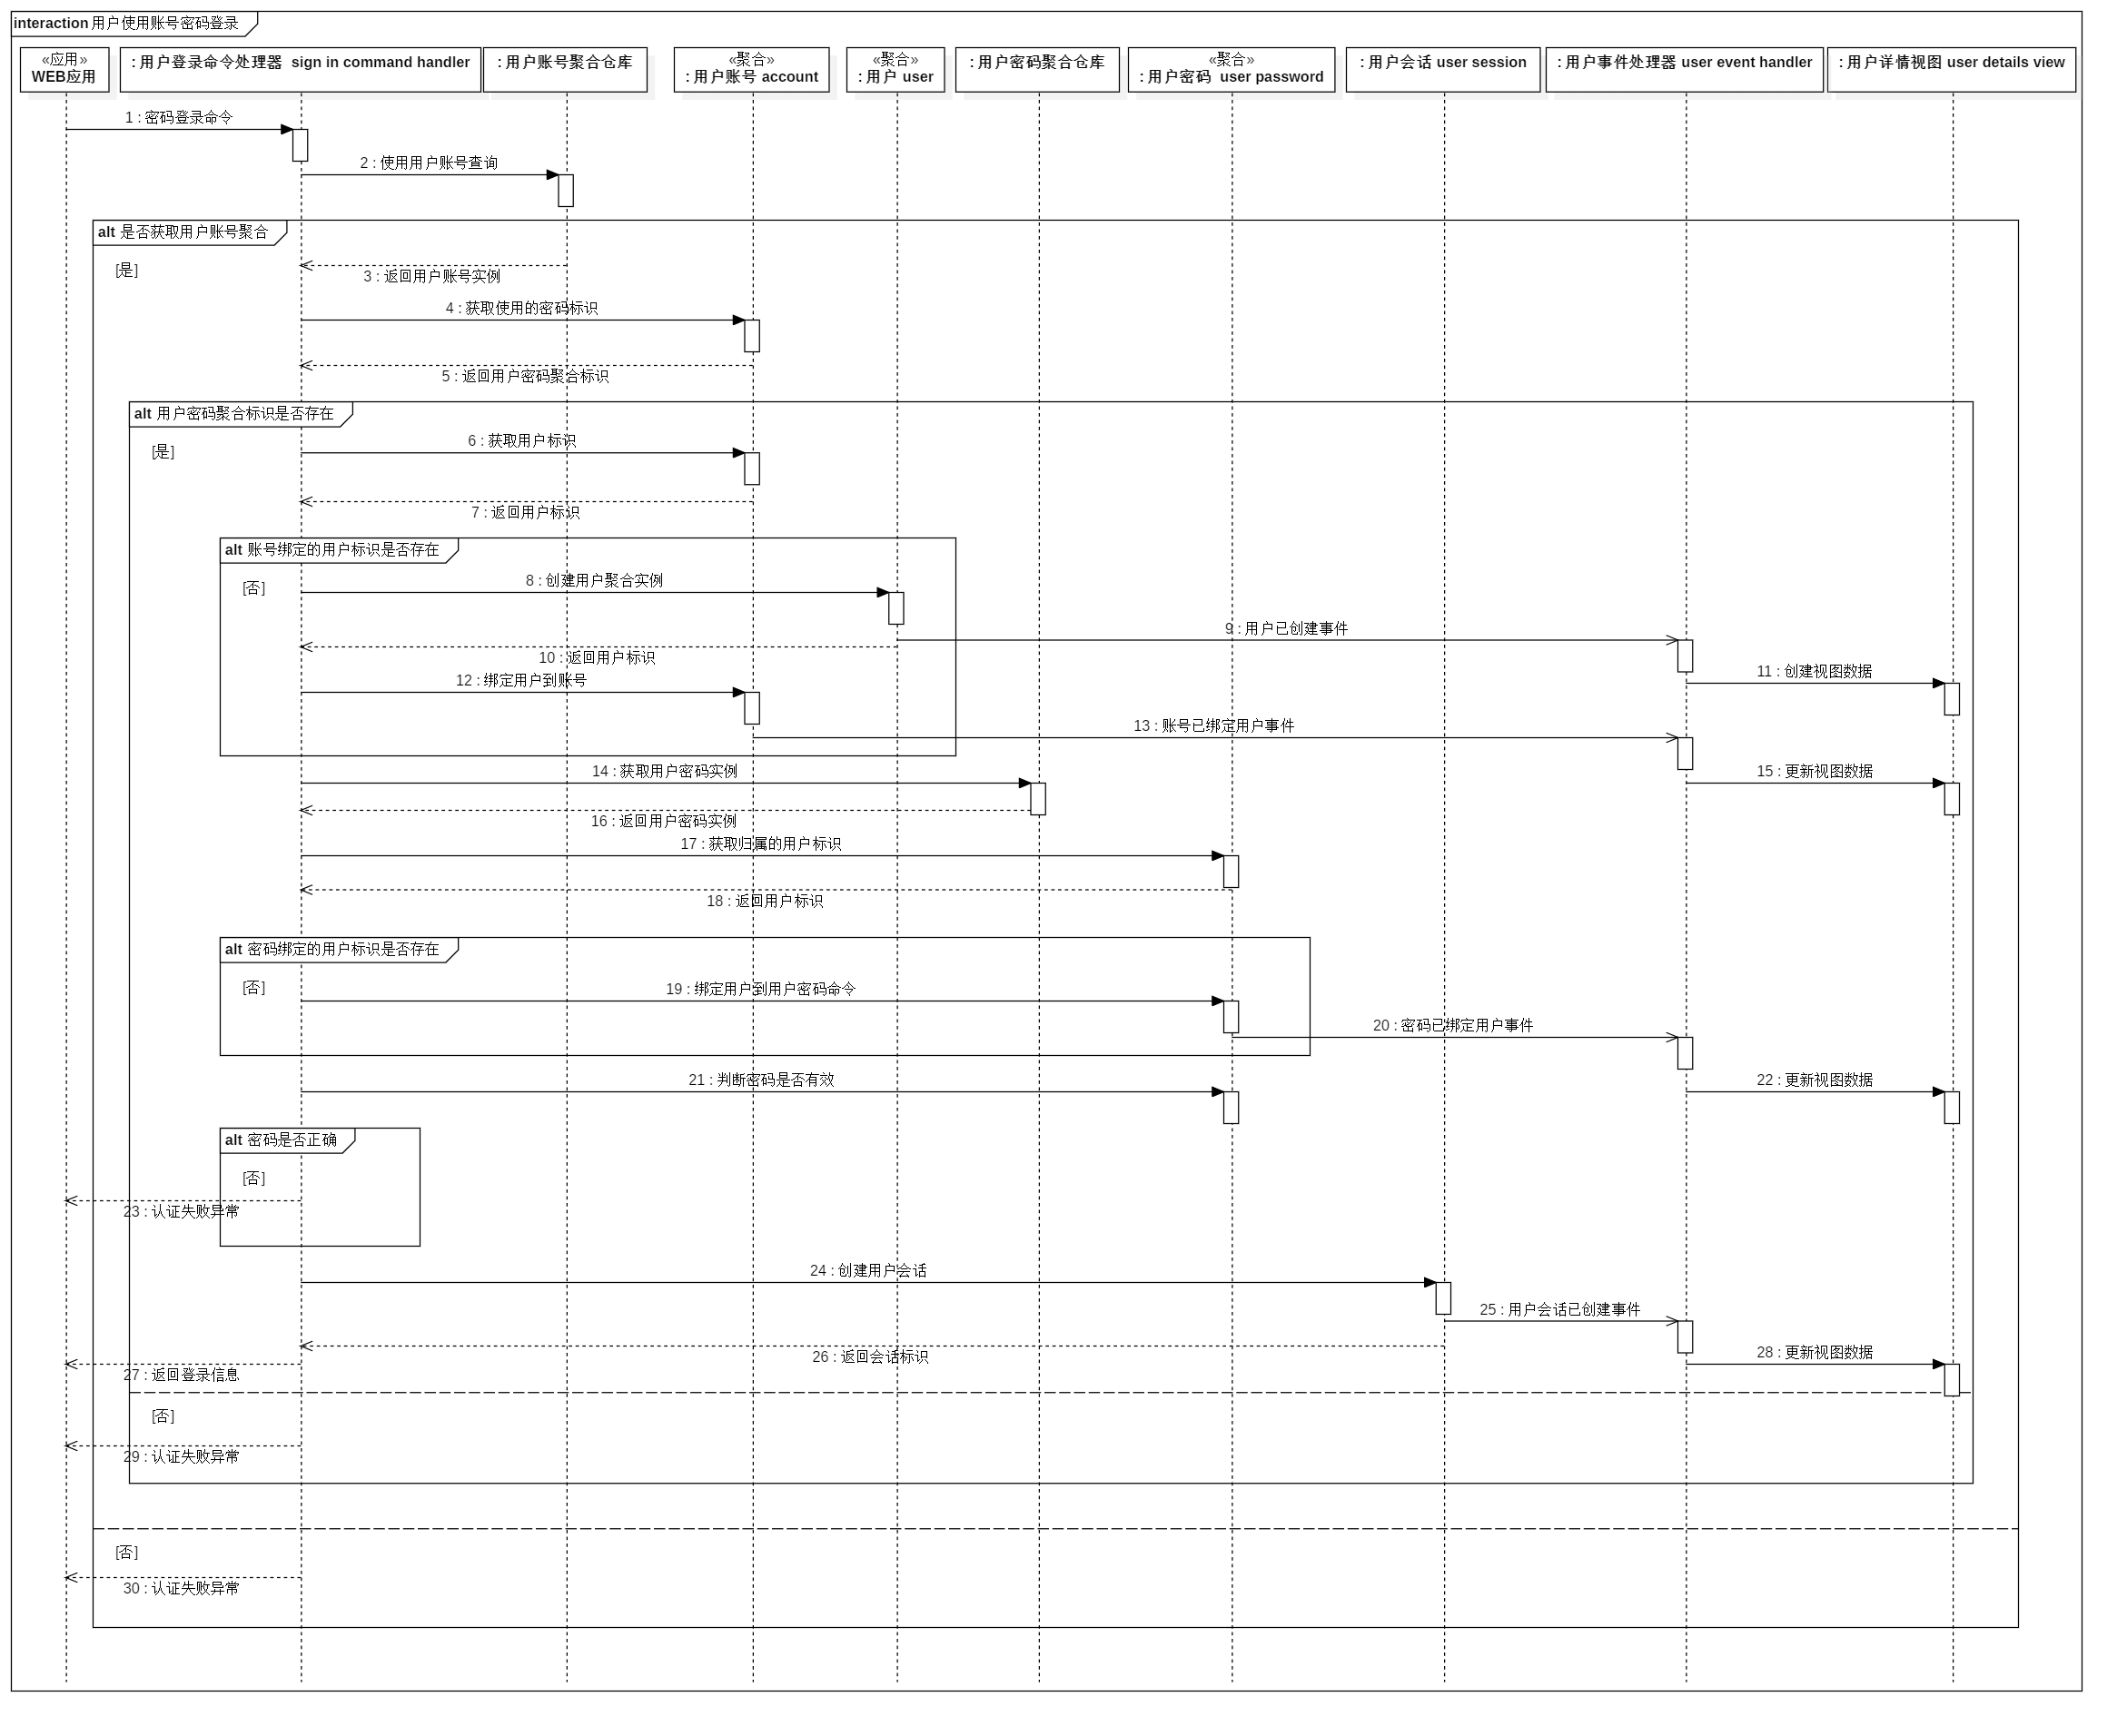 interaction 用户使用账号密码登录
«应用»
WEB应用
: 用户登录命令处理器  sign in command handler
: 用户账号聚合仓库
«聚合»
: 用户账号 account
«聚合»
: 用户 user
: 用户密码聚合仓库
«聚合»
: 用户密码  user password
: 用户会话 user session
: 用户事件处理器 user event handler
: 用户详情视图 user details view
1 : 密码登录命令
2 : 使用用户账号查询
alt 是否获取用户账号聚合
[是]
3 : 返回用户账号实例
4 : 获取使用的密码标识
5 : 返回用户密码聚合标识
alt 用户密码聚合标识是否存在
[是]
6 : 获取用户标识
7 : 返回用户标识
alt 账号绑定的用户标识是否存在
[否]
8 : 创建用户聚合实例
9 : 用户已创建事件
10 : 返回用户标识
11 : 创建视图数据
12 : 绑定用户到账号
13 : 账号已绑定用户事件
14 : 获取用户密码实例
15 : 更新视图数据
16 : 返回用户密码实例
17 : 获取归属的用户标识
18 : 返回用户标识
alt 密码绑定的用户标识是否存在
[否]
19 : 绑定用户到用户密码命令
20 : 密码已绑定用户事件
21 : 判断密码是否有效
22 : 更新视图数据
alt 密码是否正确
[否]
23 : 认证失败异常
24 : 创建用户会话
25 : 用户会话已创建事件
26 : 返回会话标识
28 : 更新视图数据
27 : 返回登录信息
[否]
29 : 认证失败异常
[否]
30 : 认证失败异常